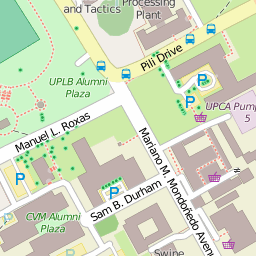 Processing
and Tactics
Plant
Pili Drive
UPLB Alumni
Plaza
P
UPCA Pump
5
Manuel L. Roxas
Mariano M. Mondoñedo Avenue
P
P
Sam B. Durham
CVM Alumni
Plaza
P
Swine